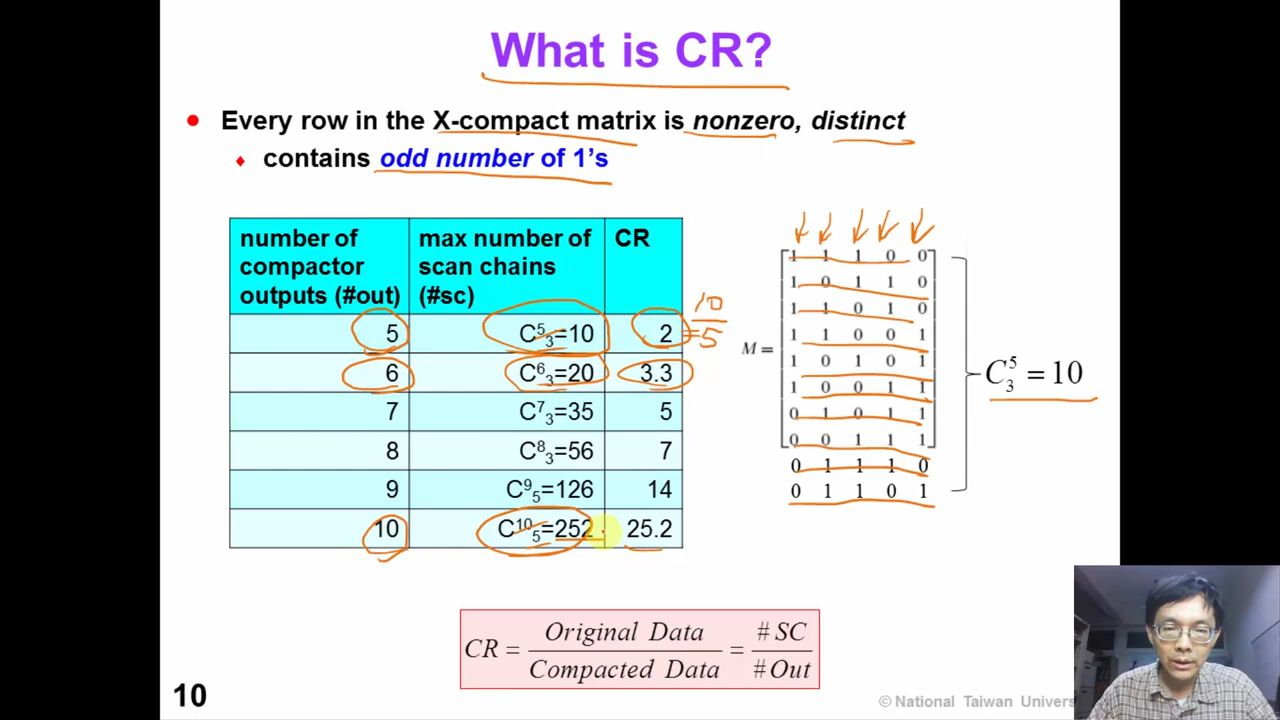 What is CR?
Every row in the X-compact matrix is nonzero, distinct
contains odd number of 1's
number of compactor outputs (#out) max number of scan chains (#sc) CR
5 C⁵₃=10 2 = 10/5
6 C⁶₃=20 3.3
7 C⁷₃=35 5
8 C⁸₃=56 7
9 C⁹₅=126 14
10 C¹⁰₅=252 25.2
M = 
1 1 1 0 0
1 0 1 1 0
1 1 0 1 0
1 1 0 0 1
1 0 1 0 1
1 0 0 1 1
0 1 0 1 1
0 0 1 1 1
0 1 1 1 0
0 1 1 0 1
C⁵₃ = 10
CR = Original Data / Compacted Data = # SC / # Out
10
© National Taiwan Univers